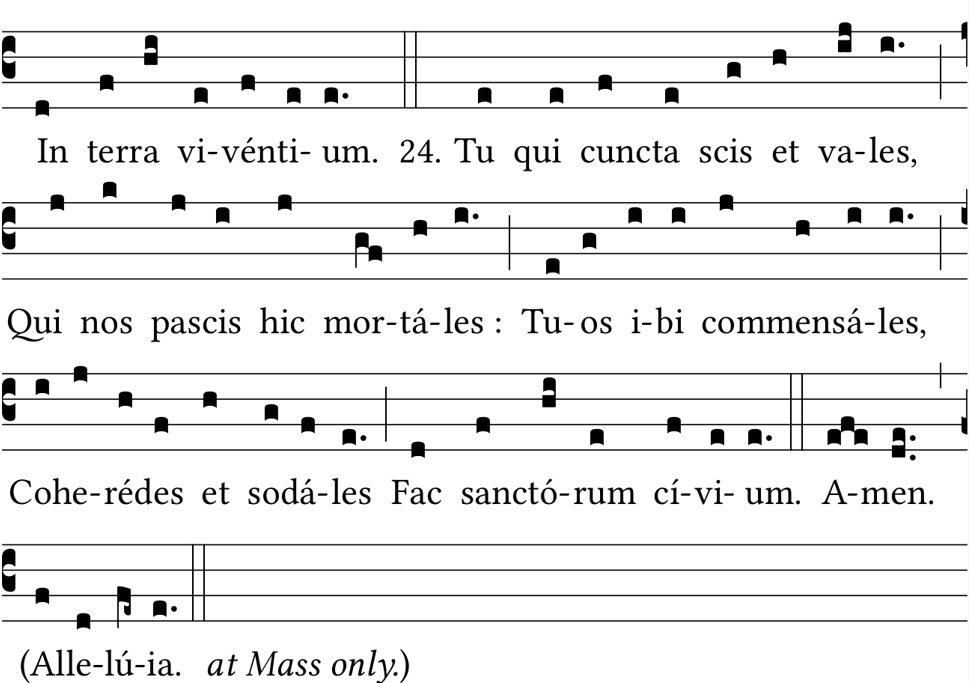 In terra vi-vénti- um. 24. Tu qui cuncta scis et va-les,
Qui nos pascis hic mor-tá-les : Tu-os i-bi commensá-les,
Cohe-rédes et sodá-les Fac sanctó-rum cí-vi- um. A-men.
(Alle-lú-ia. at Mass only.)